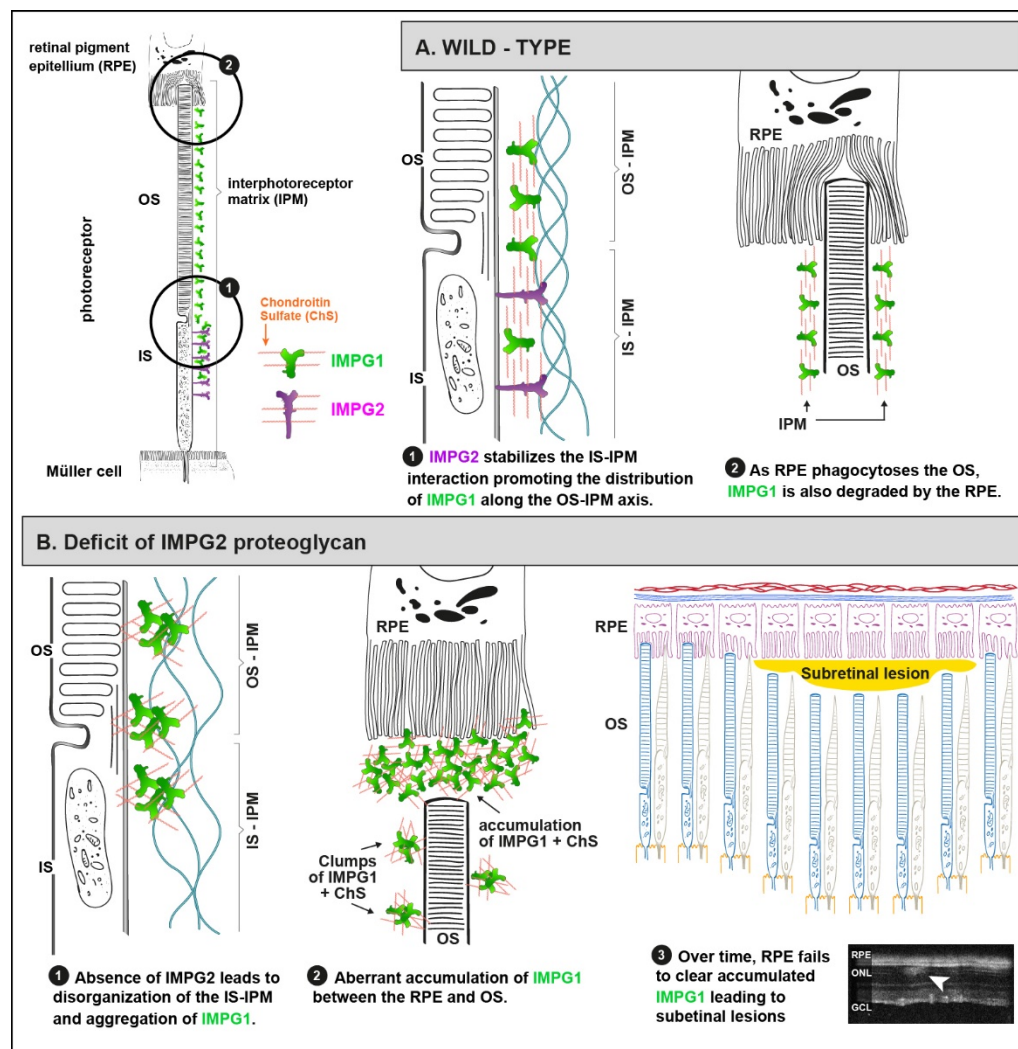 retinal pigment
epitellium (RPE)
2
OS
interphotoreceptor
matrix (IPM)
photoreceptor
1
Chondroitin
Sulfate (ChS)
IS
IMPG1
IMPG2
Müller cell
A. WILD - TYPE
OS
OS - IPM
IS - IPM
IS
1 IMPG2 stabilizes the IS-IPM
interaction promoting the distribution
of IMPG1 along the OS-IPM axis.
RPE
OS
IPM
2 As RPE phagocytoses the OS,
IMPG1 is also degraded by the RPE.
B. Deficit of IMPG2 proteoglycan
OS
OS - IPM
IS - IPM
IS
1 Absence of IMPG2 leads to
disorganization of the IS-IPM
and aggregation of IMPG1.
RPE
accumulation
of IMPG1 + ChS
Clumps
of IMPG1
+ ChS
OS
2 Aberrant accumulation of IMPG1
between the RPE and OS.
RPE
Subretinal lesion
OS
3 Over time, RPE fails
to clear accumulated
IMPG1 leading to
subetinal lesions
RPE
ONL
GCL